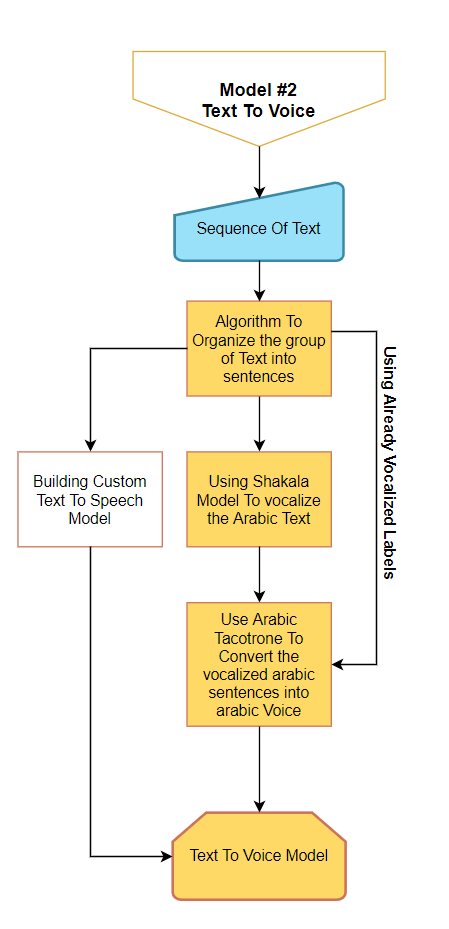 Model #2
Text To Voice
Sequence Of Text
Algorithm To
Organize the group
of Text into
sentences
Using Already Vocalized Labels
Building Custom
Text To Speech
Model
Using Shakala
Model To vocalize
the Arabic Text
Use Arabic
Tacotrone To
Convert the
vocalized arabic
sentences into
arabic Voice
Text To Voice Model